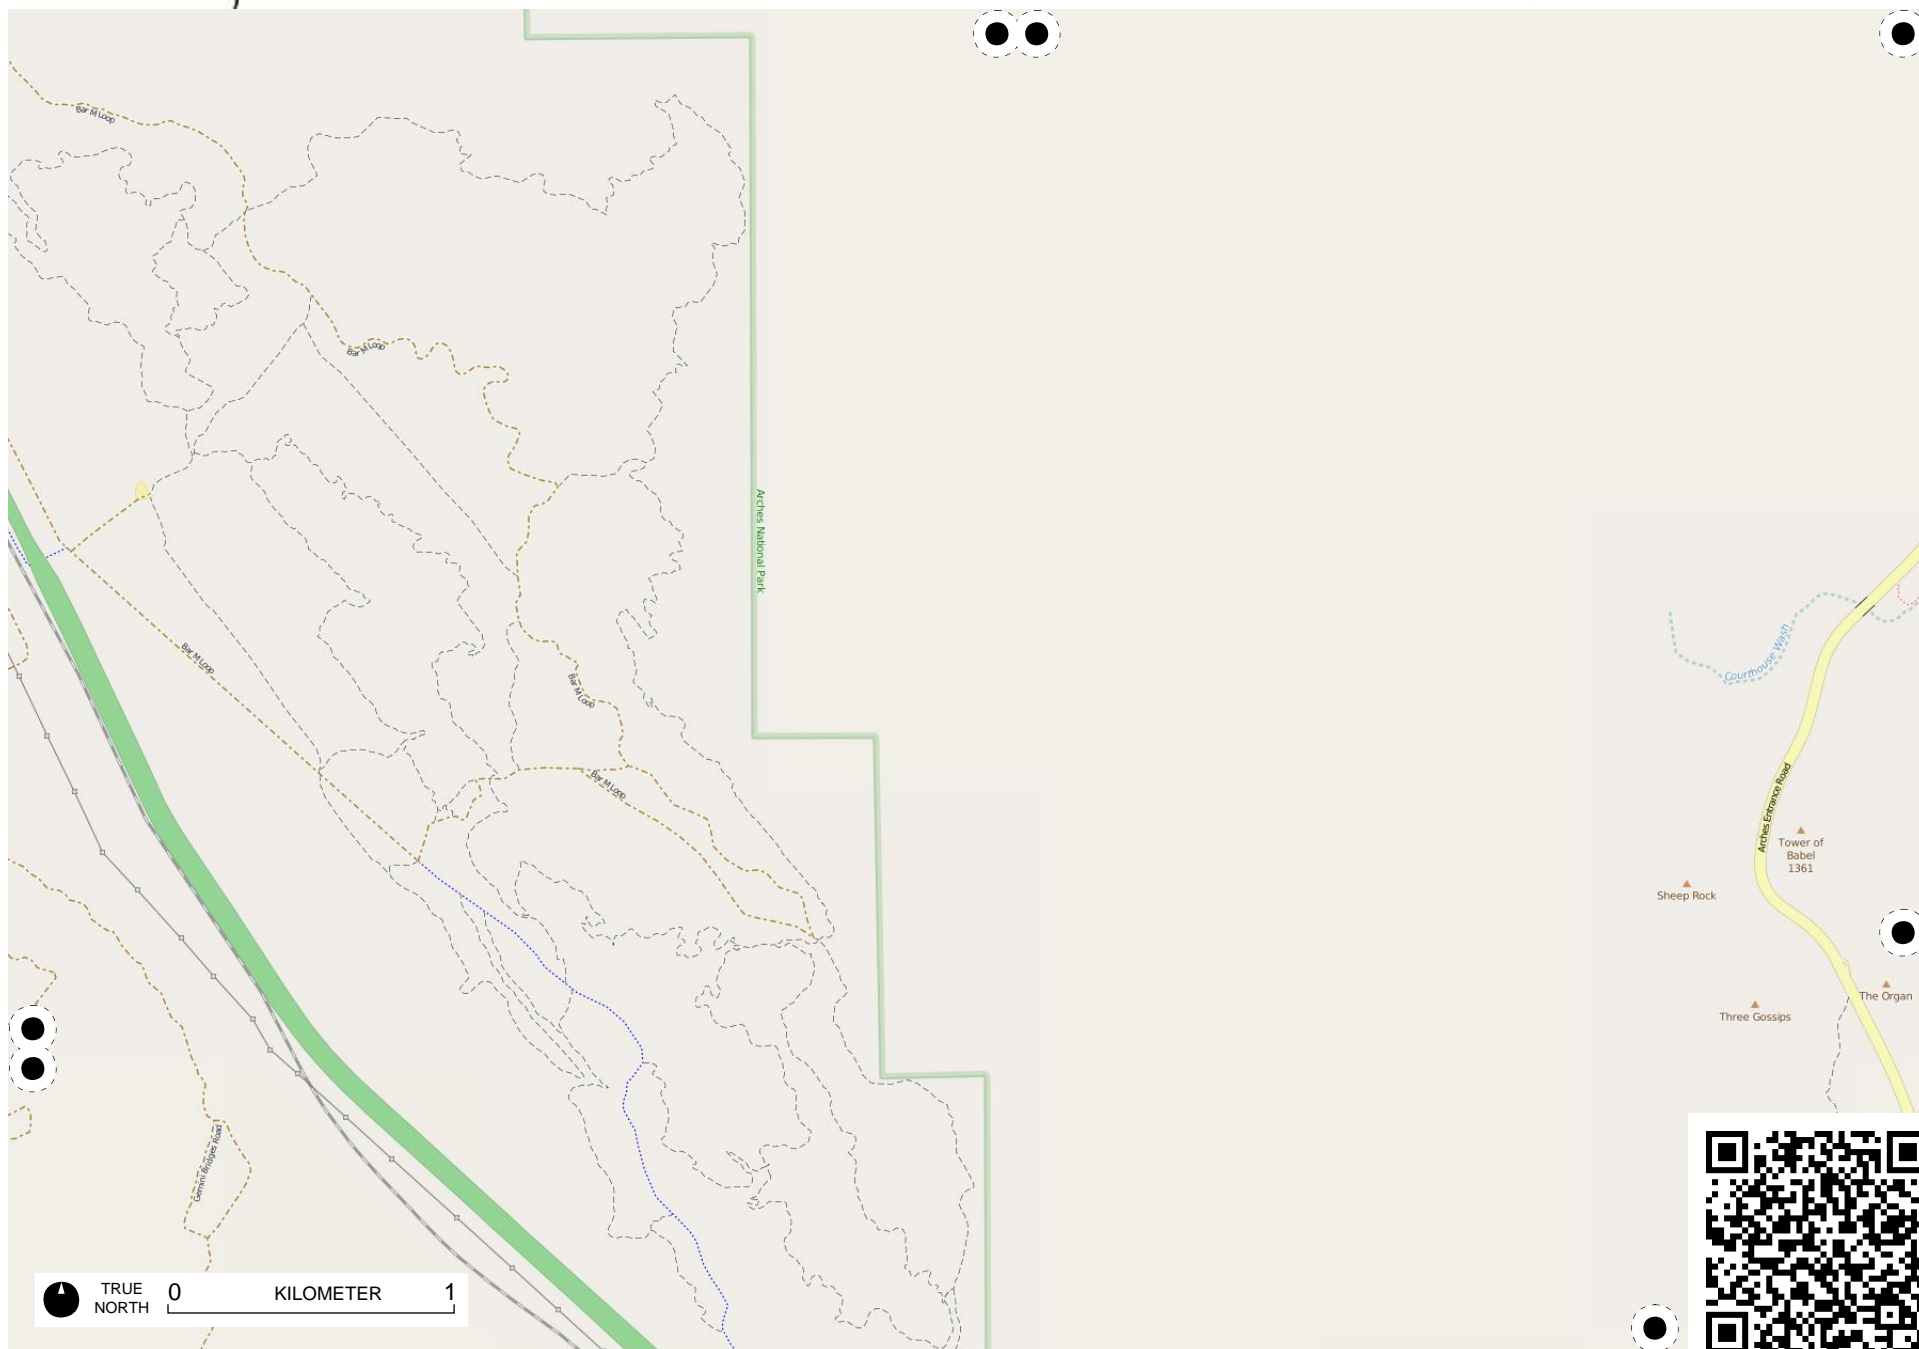 Bar M Loop
Bar M Loop
Arches National Park
Courthouse Wash
Bar M Loop
Bar M Loop
Bar M Loop
Arches Entrance Road
Tower of
Babel
1361
Sheep Rock
The Organ
Three Gossips
Gemini Bridges Road
TRUE
NORTH
0 KILOMETER 1